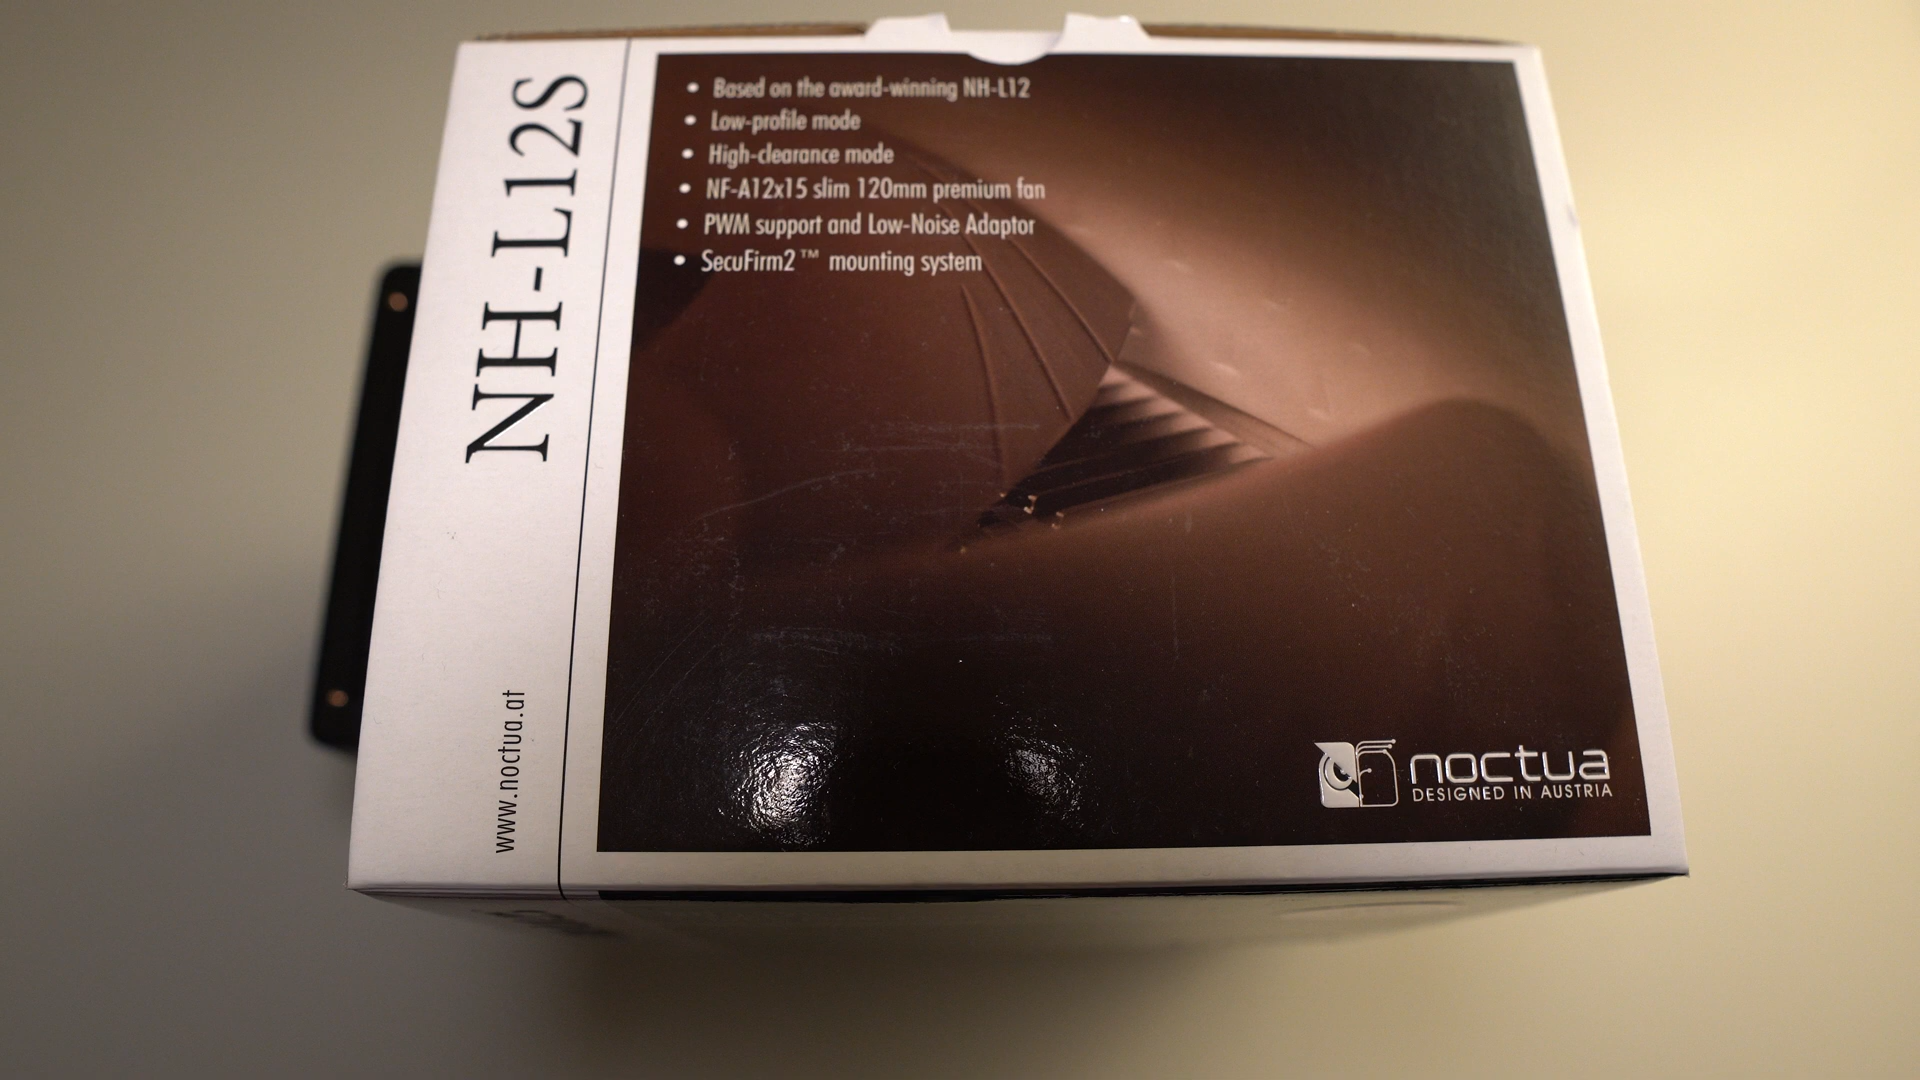 NH-L12S
www.noctua.at
• Based on the award-winning NH-L12
• Low-profile mode
• High-clearance mode
• NF-A12x15 slim 120mm premium fan
• PWM support and Low-Noise Adaptor
• SecuFirm2™ mounting system
noctua
DESIGNED IN AUSTRIA